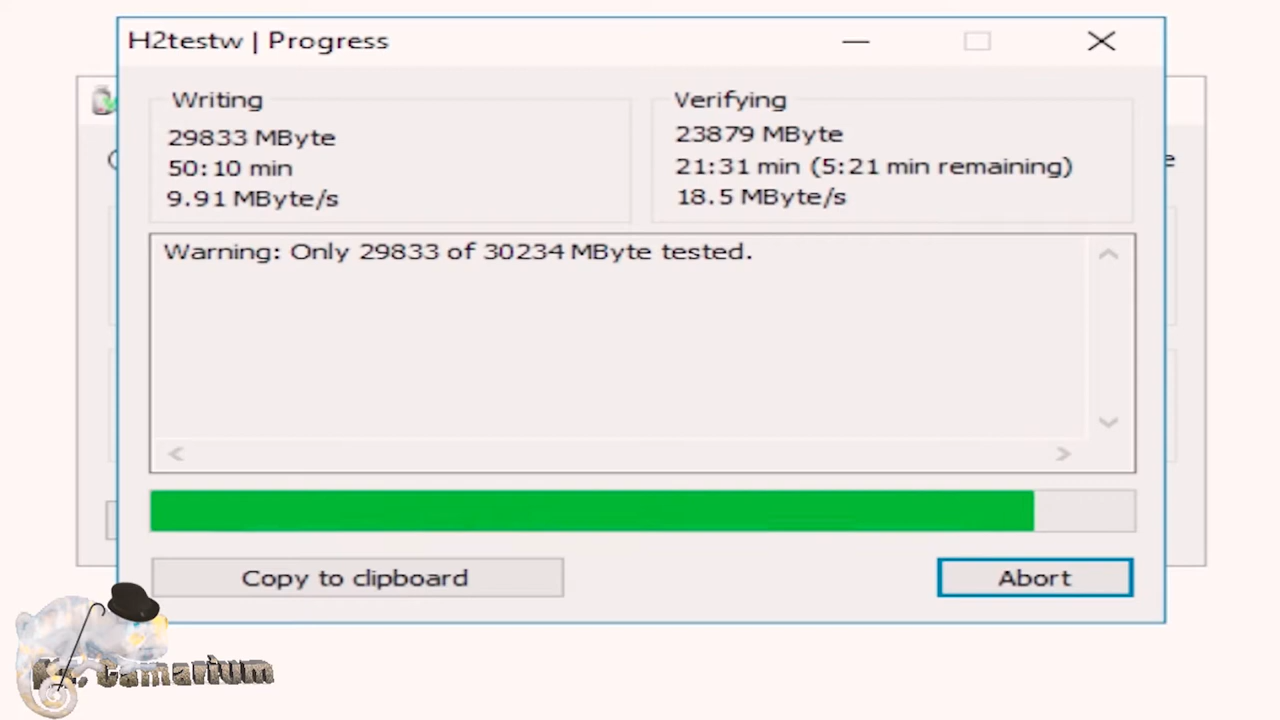 H2testw | Progress
Writing
29833 MByte
50:10 min
9.91 MByte/s
Verifying
23879 MByte
21:31 min (5:21 min remaining)
18.5 MByte/s
Warning: Only 29833 of 30234 MByte tested.
Copy to clipboard
Abort
Camarium